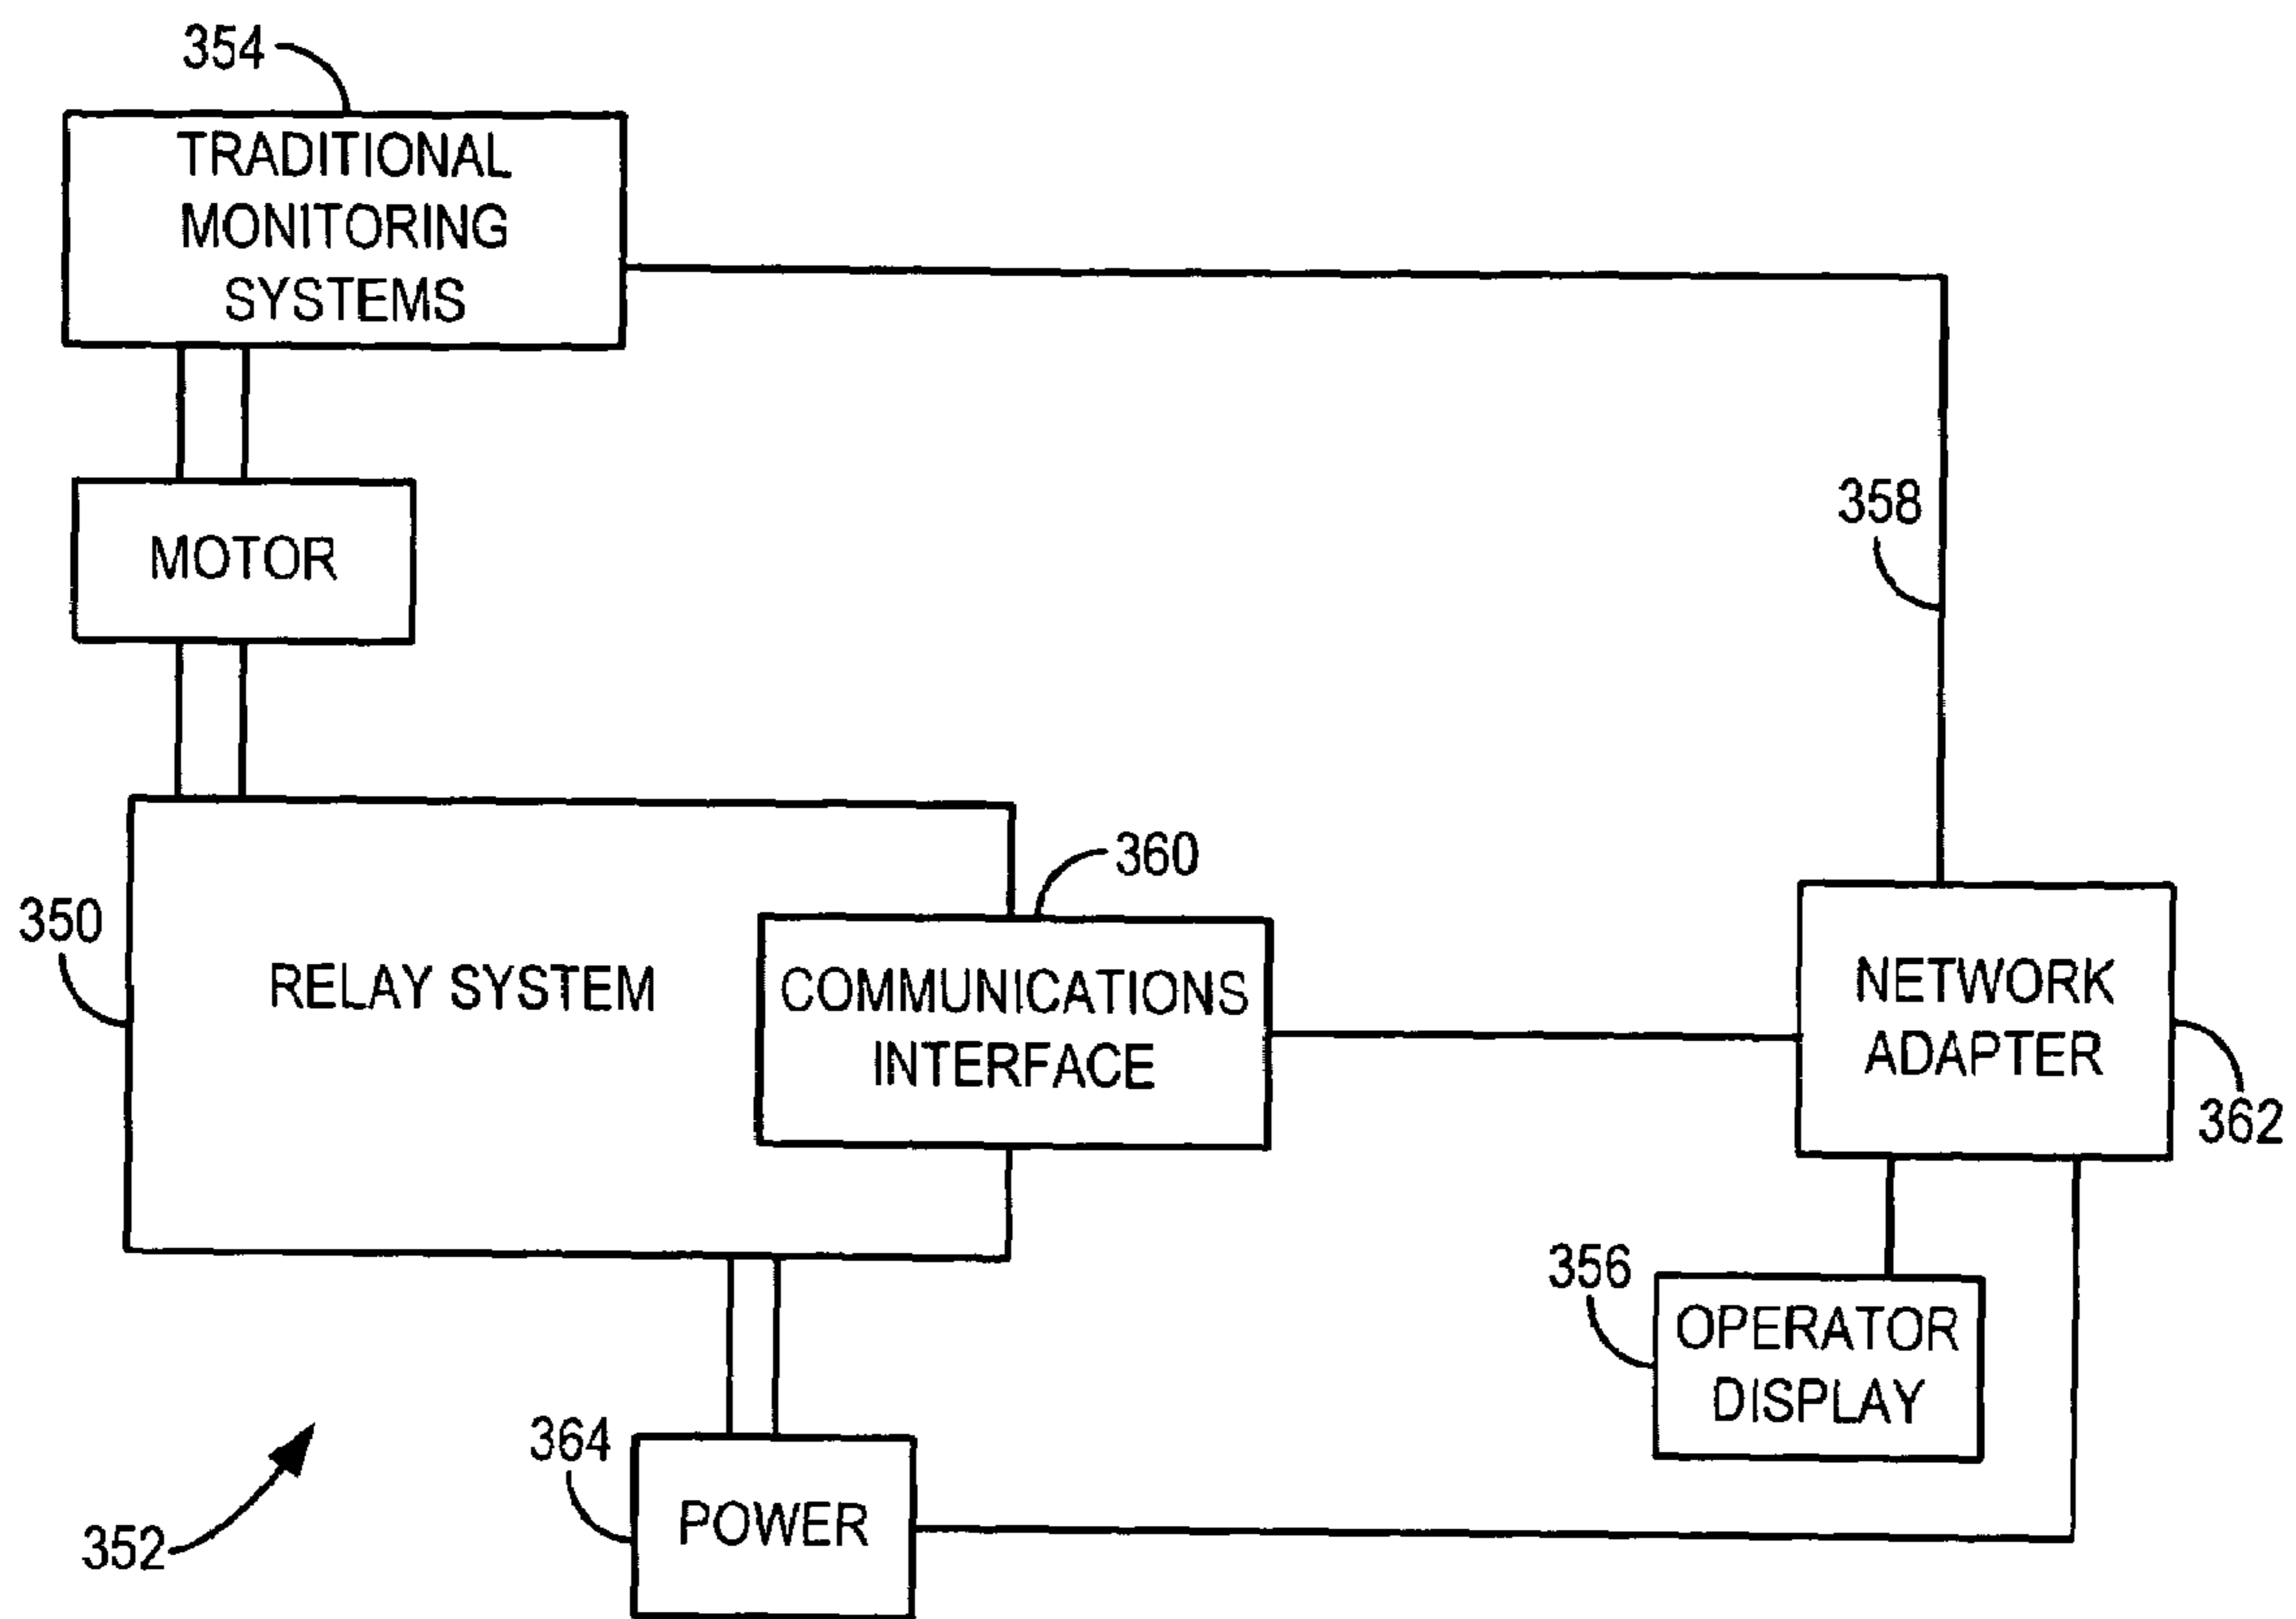 354
TRADITIONAL
MONITORING
SYSTEMS
MOTOR
358
360
350
RELAY SYSTEM
COMMUNICATIONS
INTERFACE
NETWORK
ADAPTER
362
356
OPERATOR
DISPLAY
364
POWER
352